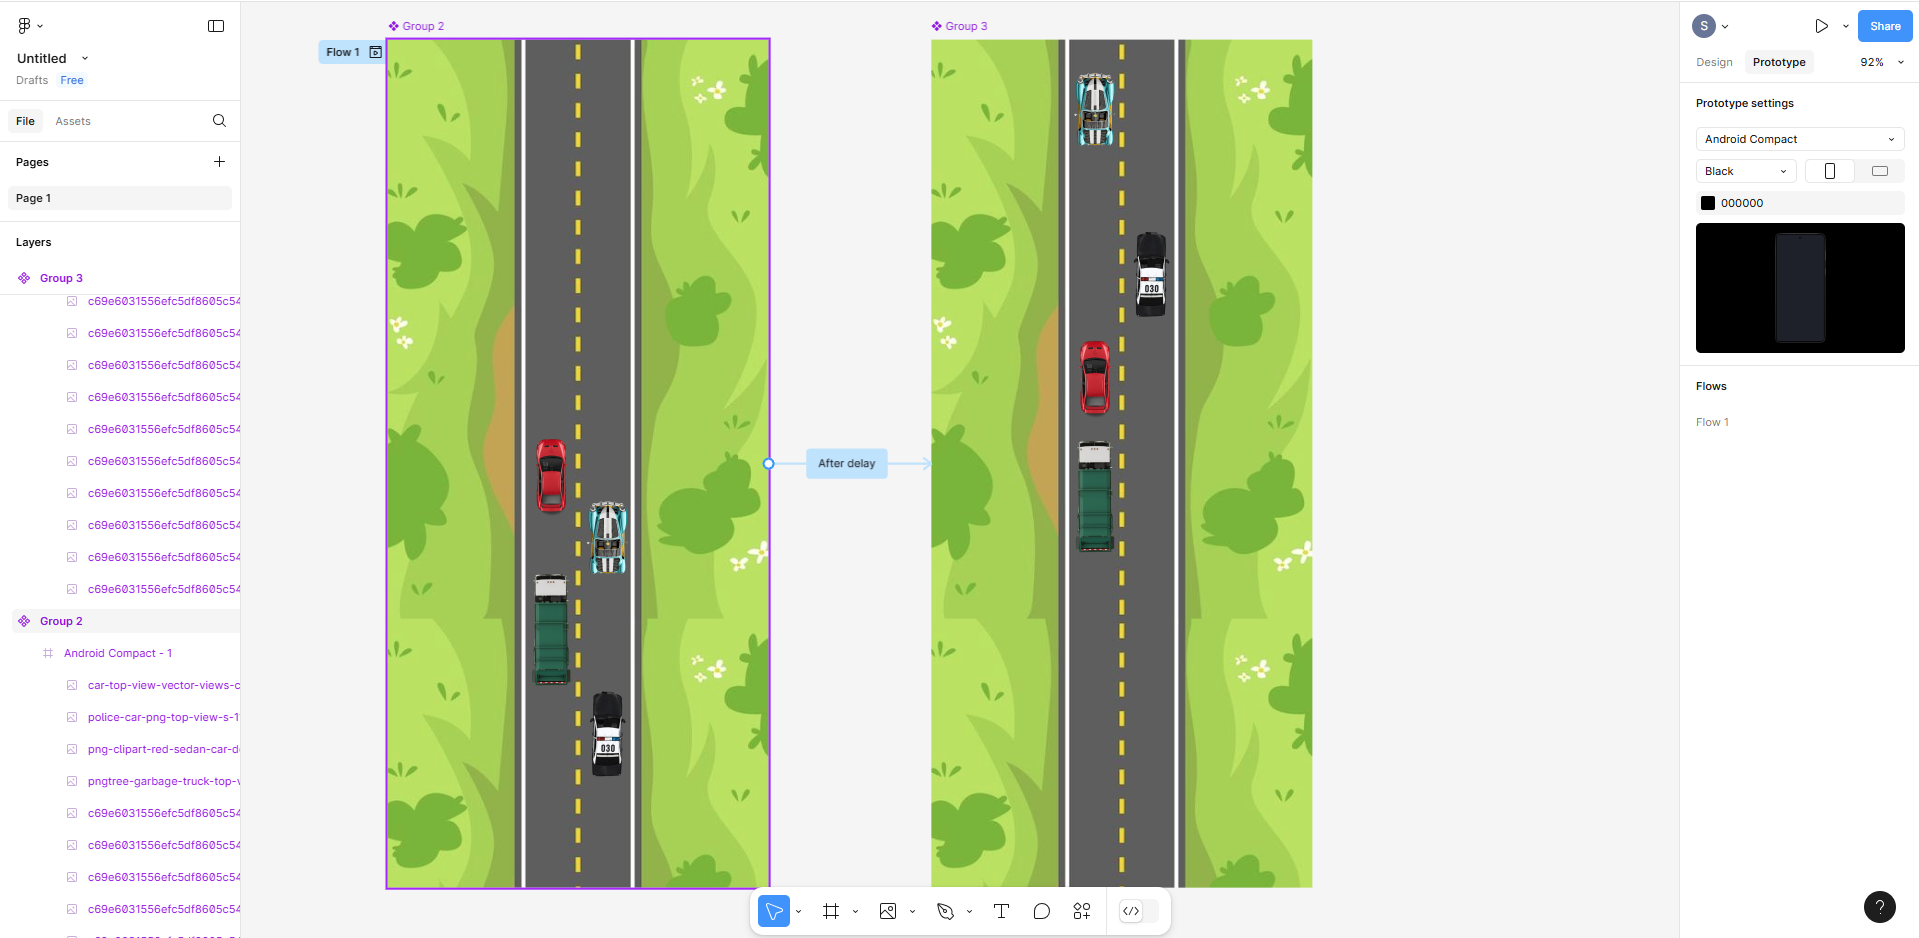 Untitled
Drafts Free
File Assets
Pages
Page 1
Layers
Group 3
c69e6031556efc5df8605c54
c69e6031556efc5df8605c54
c69e6031556efc5df8605c54
c69e6031556efc5df8605c54
c69e6031556efc5df8605c54
c69e6031556efc5df8605c54
c69e6031556efc5df8605c54
c69e6031556efc5df8605c54
c69e6031556efc5df8605c54
c69e6031556efc5df8605c54
Group 2
Android Compact - 1
car-top-view-vector-views-c
police-car-png-top-view-s-1
png-clipart-red-sedan-car-d
pngtree-garbage-truck-top-v
c69e6031556efc5df8605c54
c69e6031556efc5df8605c54
c69e6031556efc5df8605c54
c69e6031556efc5df8605c54
Group 2
Flow 1
030
After delay
Group 3
030
S
Share
Design Prototype 92%
Prototype settings
Android Compact
Black
000000
Flows
Flow 1
?